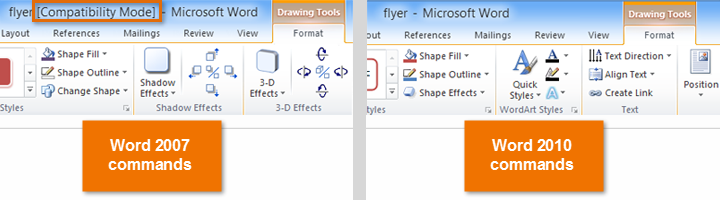 flyer [Compatibility Mode] - Microsoft Word
Drawing Tools
Layout References Mailings Review View Format
Shape Fill
Shape Outline
Change Shape
Styles
Shadow
Effects
Shadow Effects
3-D
Effects
3-D Effects
Word 2007
commands
flyer - Microsoft Word
Drawing Tools
References Mailings Review View Format
Shape Fill
Shape Outline
Shape Effects
Styles
Quick
Styles
A
A
A
A
WordArt Styles
Text Direction
Align Text
Create Link
Text
Position
Word 2010
commands